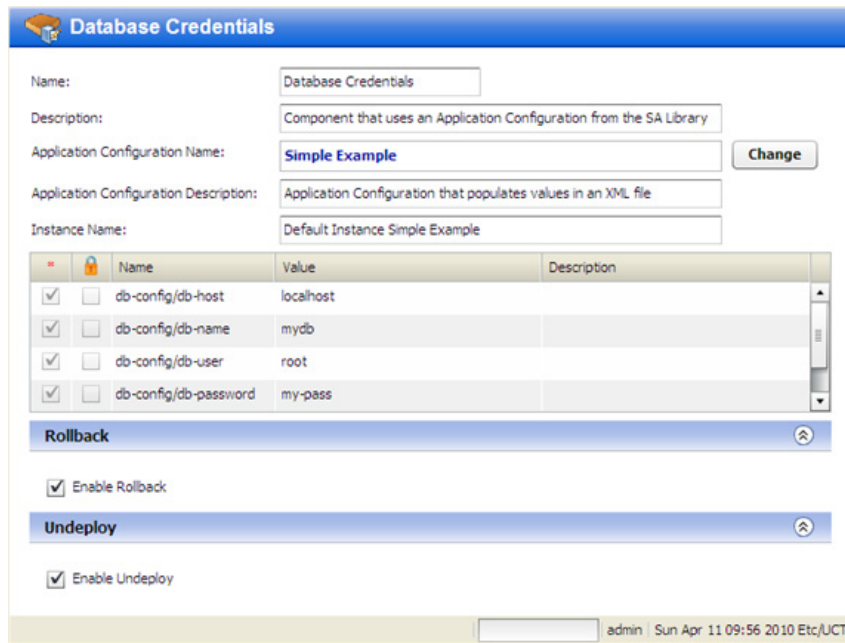 Database Credentials
Name: Database Credentials
Description: Component that uses an Application Configuration from the SA Library
Application Configuration Name: Simple Example Change
Application Configuration Description: Application Configuration that populates values in an XML file
Instance Name: Default Instance Simple Example
* Name Value Description
db-config/db-host localhost
db-config/db-name mydb
db-config/db-user root
db-config/db-password my-pass
Rollback
Enable Rollback
Undeploy
Enable Undeploy
admin Sun Apr 11 09:56 2010 Etc/UCT